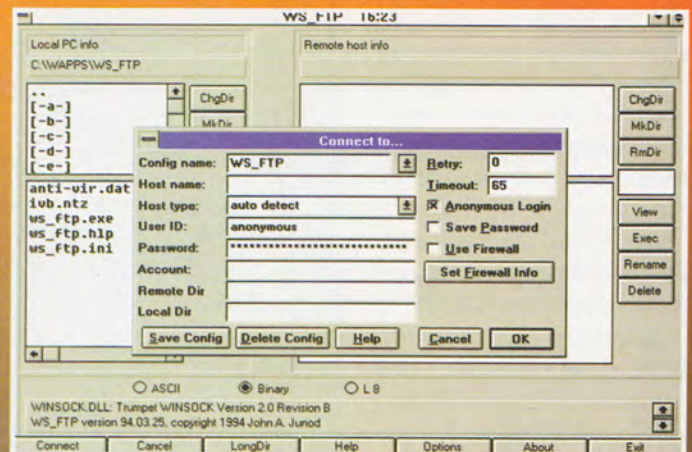 WS_FTP 16:23
Local PC info
Remote host info
C:\WAPPS\WS_FTP
..
[-a-]
[-b-]
[-c-]
[-d-]
[-e-]
ChgDir
MkDir
ChgDir
MkDir
RmDir
View
Exec
Rename
Delete
anti-vir.dat
ivb.ntz
ws_ftp.exe
ws_ftp.hlp
ws_ftp.ini
Connect to...
Config name: WS_FTP
Retry: 0
Host name:
Timeout: 65
Host type: auto detect
Anonymous Login
User ID: anonymous
Save Password
Password: ****************************
Use Firewall
Account:
Set Firewall Info
Remote Dir
Local Dir
Save Config Delete Config Help Cancel OK
ASCII Binary L 8
WINSOCK.DLL: Trumpet WINSOCK Version 2.0 Revision B
WS_FTP version 94.03.25, copyright 1994 John A. Junod
Connect Cancel LongDir Help Options About Exit